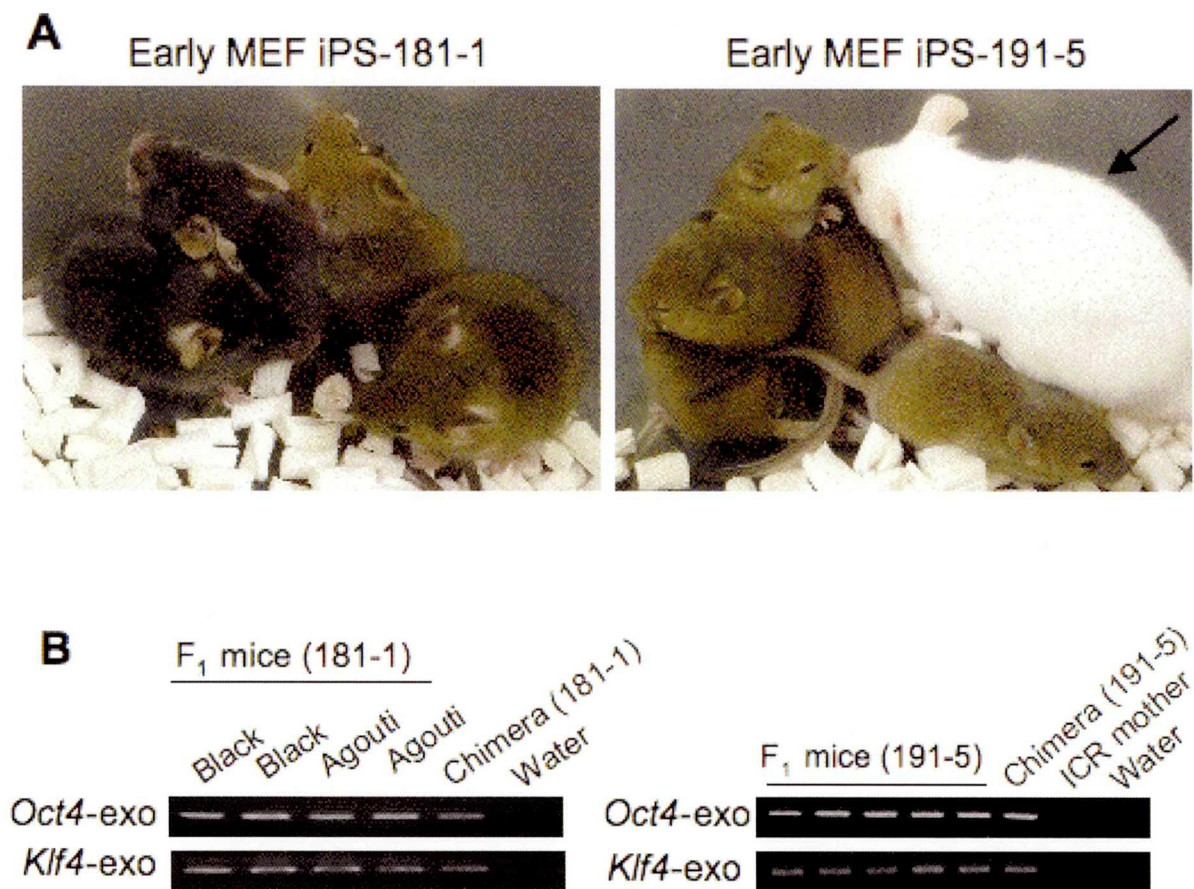 A
Early MEF iPS-181-1
Early MEF iPS-191-5
B
F₁ mice (181-1)
Black
Black
Agouti
Agouti
Chimera (181-1)
Water
Oct4-exo
Klf4-exo
F₁ mice (191-5)
Chimera (191-5)
ICR mother
Water
Oct4-exo
Klf4-exo